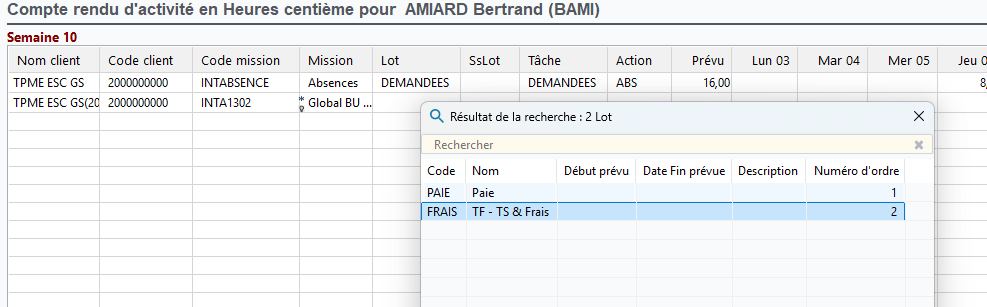 Compte rendu d'activité en Heures centième pour AMIARD Bertrand (BAMI)
Semaine 10
Nom client Code client Code mission Mission Lot SsLot Tâche Action Prévu Lun 03 Mar 04 Mer 05 Jeu 0
TPME ESC GS 2000000000 INTABSENCE Absences DEMANDEES DEMANDEES ABS 16,00 8,
TPME ESC GS(20 2000000000 INTA1302 * Global BU ...
Résultat de la recherche : 2 Lot
Rechercher
Code Nom Début prévu Date Fin prévue Description Numéro d'ordre
PAIE Paie 1
FRAIS TF - TS & Frais 2